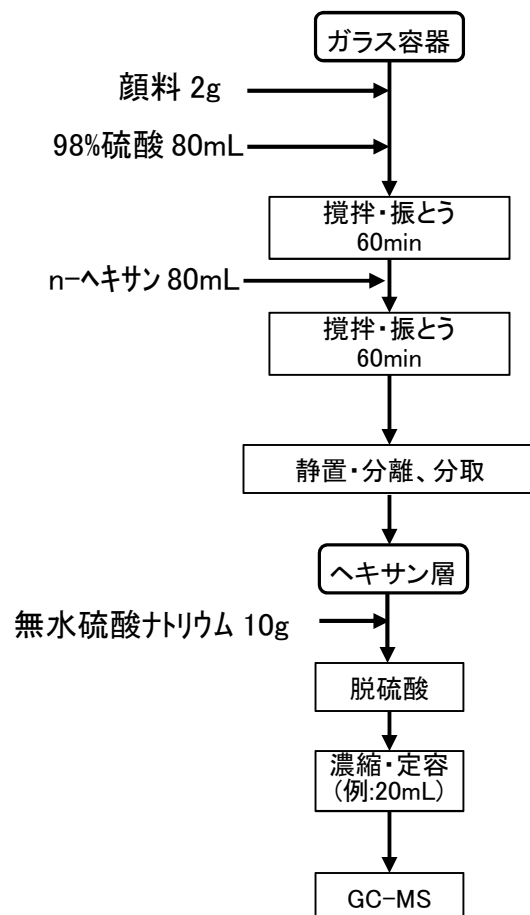 ガラス容器
顔料 2g
98%硫酸 80mL
撹拌・振とう
60min
n-ヘキサン 80mL
撹拌・振とう
60min
静置・分離、分取
ヘキサン層
無水硫酸ナトリウム 10g
脱硫酸
濃縮・定容
(例:20mL)
GC-MS